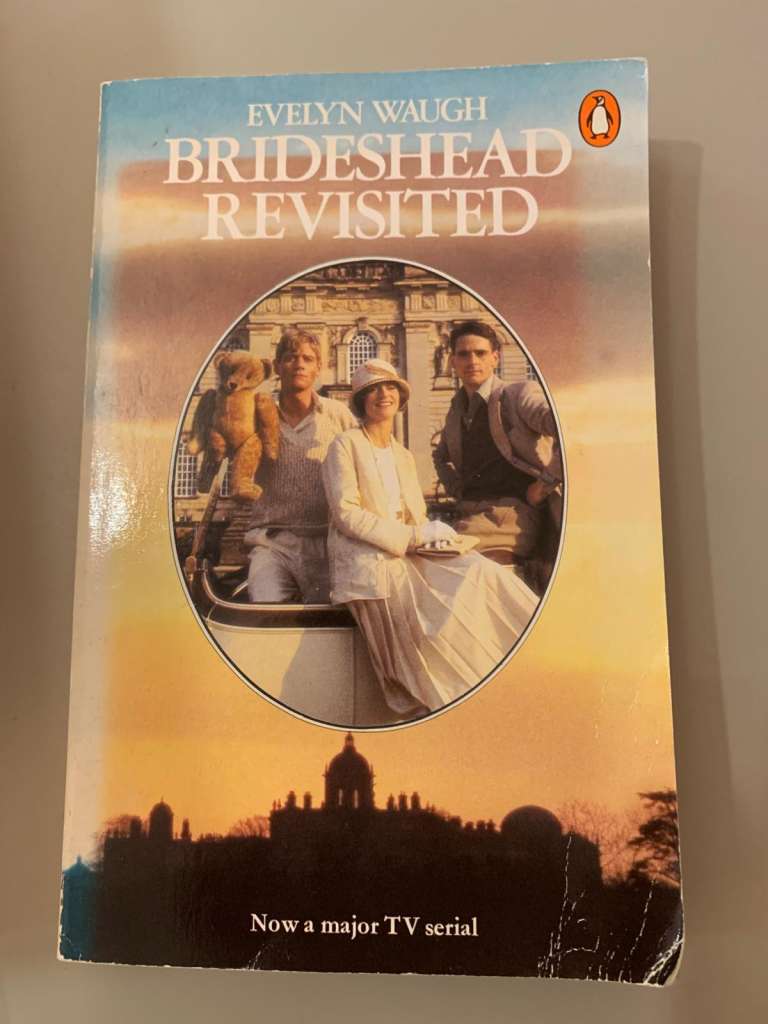 EVELYN WAUGH
BRIDESHEAD
REVISITED
Now a major TV serial